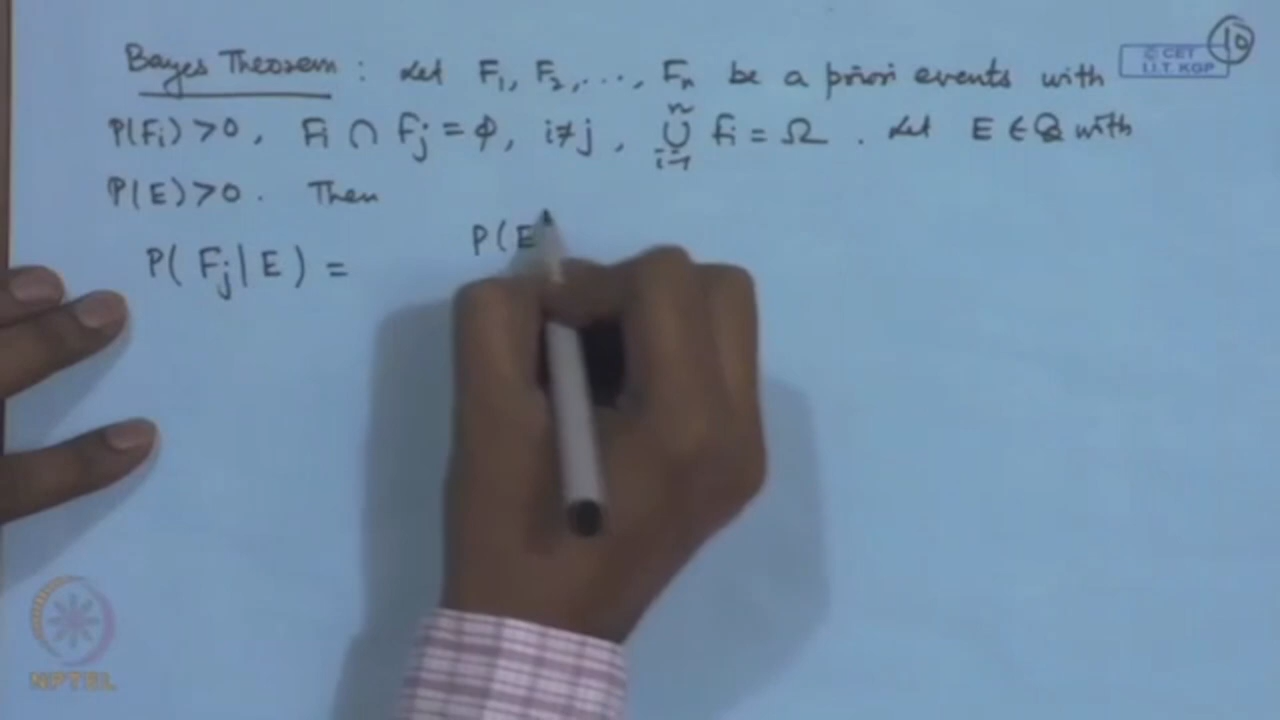 Bayes Theorem : Let F₁, F₂, ..., Fₙ be a priori events with
P(Fi) > 0, Fi ∩ Fj = φ, i ≠ j, ⋃ᵢ₌₁ⁿ Fi = Ω. Let E ∈ with
P(E) > 0. Then
P(Fj | E) = P(E
10
© CET
I.I.T. KGP
NPTEL